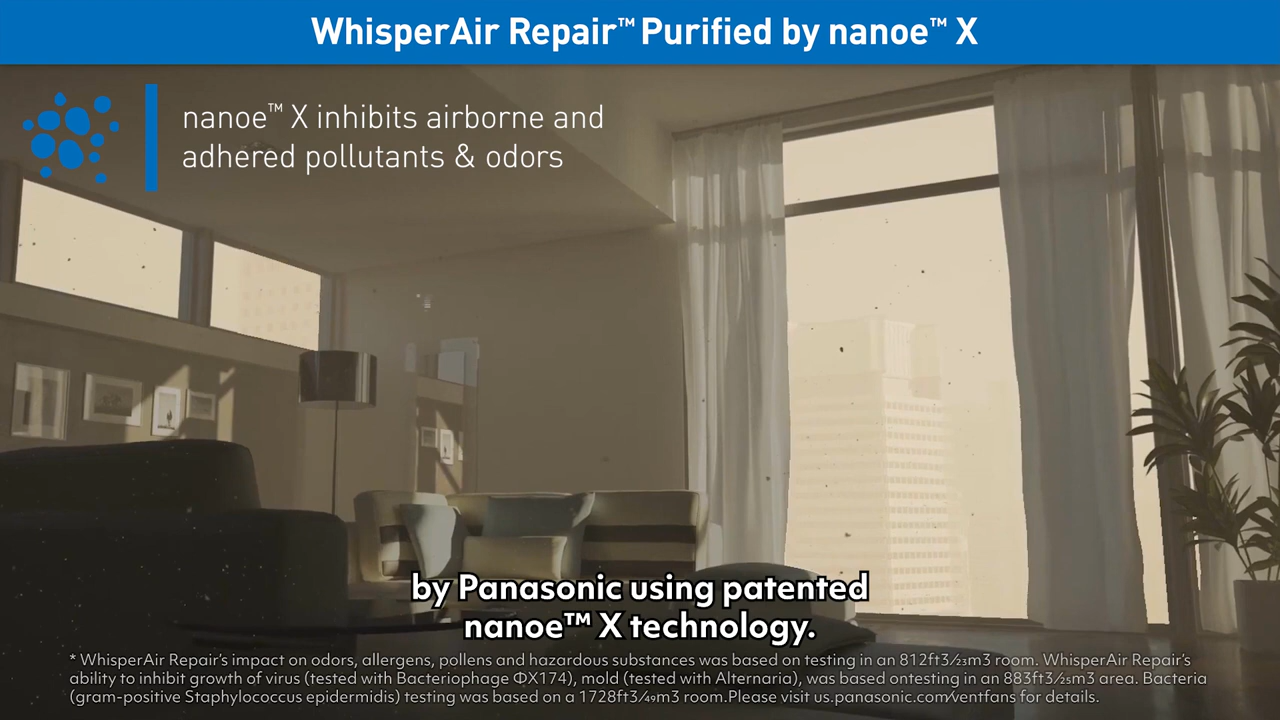 WhisperAir Repair™ Purified by nanoe™ X
nanoe™ X inhibits airborne and
adhered pollutants & odors
by Panasonic using patented
nanoe™ X technology.
* WhisperAir Repair's impact on odors, allergens, pollens and hazardous substances was based on testing in an 812ft3⁄23m3 room. WhisperAir Repair's
ability to inhibit growth of virus (tested with Bacteriophage ΦX174), mold (tested with Alternaria), was based ontesting in an 883ft3⁄25m3 area. Bacteria
(gram-positive Staphylococcus epidermidis) testing was based on a 1728ft3⁄49m3 room.Please visit us.panasonic.com⁄ventfans for details.